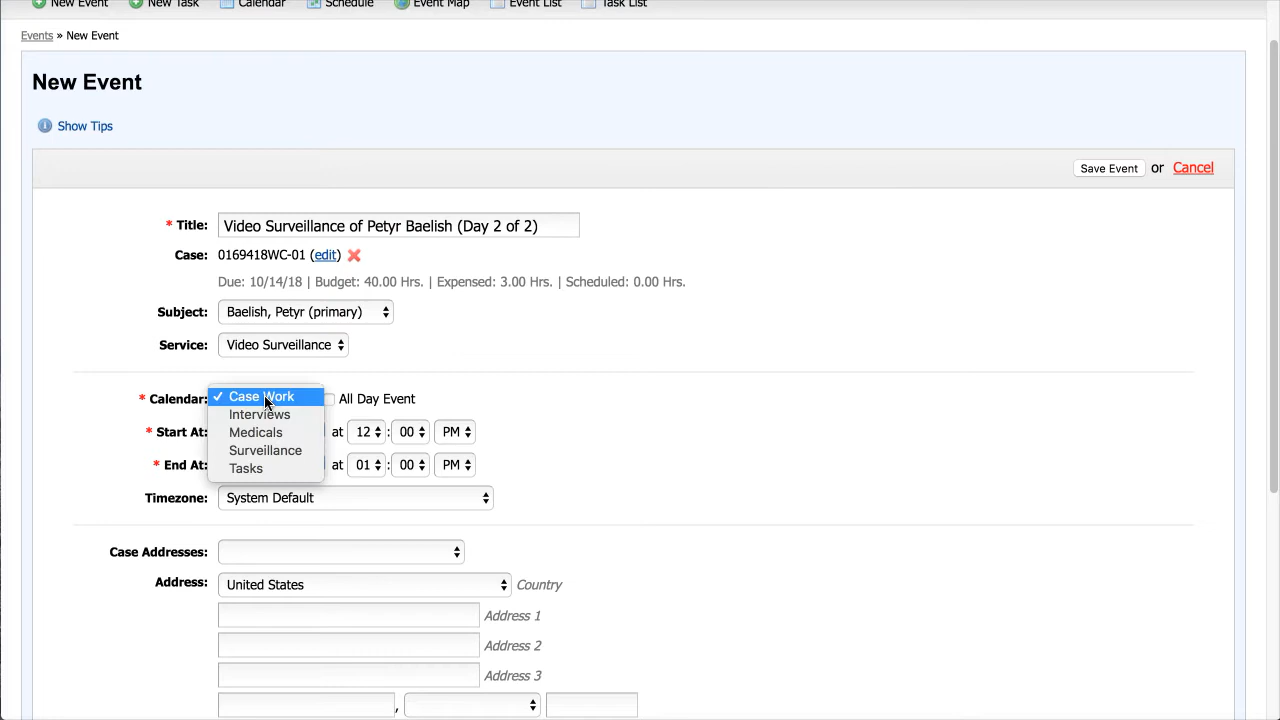 New Event New Task Calendar Schedule Event Map Event List Task List
Events » New Event
New Event
Show Tips
Save Event or Cancel
* Title: Video Surveillance of Petyr Baelish (Day 2 of 2)
Case: 0169418WC-01 (edit)
Due: 10/14/18 | Budget: 40.00 Hrs. | Expensed: 3.00 Hrs. | Scheduled: 0.00 Hrs.
Subject: Baelish, Petyr (primary)
Service: Video Surveillance
* Calendar: ✓ Case Work All Day Event
Interviews
* Start At: Medicals at 12 : 00 PM
Surveillance
* End At: Tasks at 01 : 00 PM
Timezone: System Default
Case Addresses:
Address: United States Country
Address 1
Address 2
Address 3
,